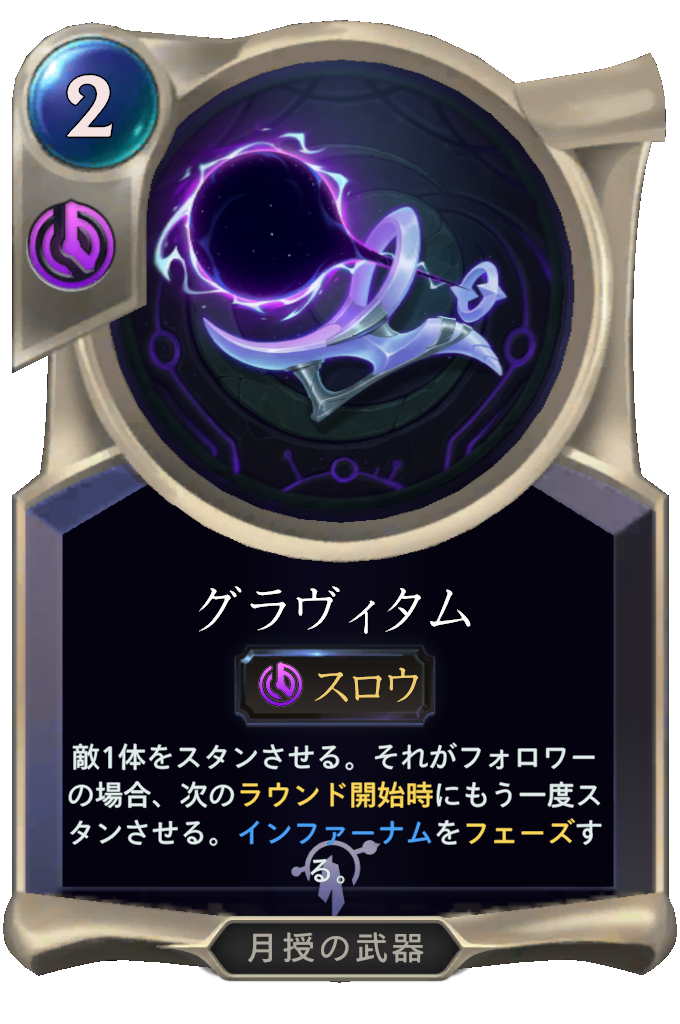 2
グラヴィタム
スロウ
敵1体をスタンさせる。それがフォロワー
の場合、次のラウンド開始時にもう一度ス
タンさせる。インファーナムをフェーズす
る。
月授の武器